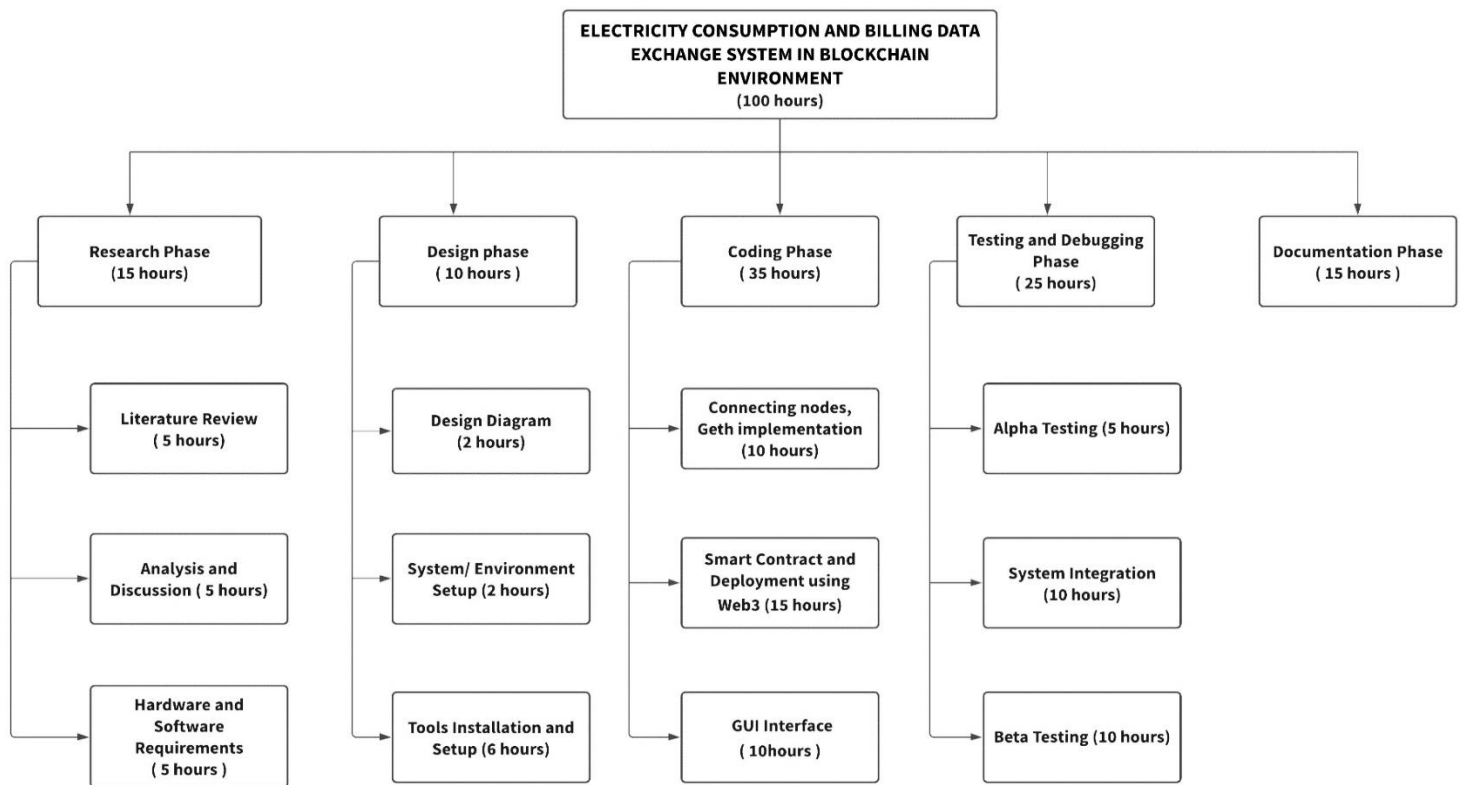 ELECTRICITY CONSUMPTION AND BILLING DATA
EXCHANGE SYSTEM IN BLOCKCHAIN
ENVIRONMENT
(100 hours)
Research Phase
(15 hours)
Design phase
( 10 hours )
Coding Phase
( 35 hours)
Testing and Debugging
Phase
( 25 hours)
Documentation Phase
( 15 hours )
Literature Review
( 5 hours)
Design Diagram
(2 hours)
Connecting nodes,
Geth implementation
(10 hours)
Alpha Testing (5 hours)
Analysis and
Discussion ( 5 hours)
System/ Environment
Setup (2 hours)
Smart Contract and
Deployment using
Web3 (15 hours)
System Integration
(10 hours)
Hardware and
Software
Requirements
( 5 hours )
Tools Installation and
Setup (6 hours)
GUI Interface
( 10hours )
Beta Testing (10 hours)